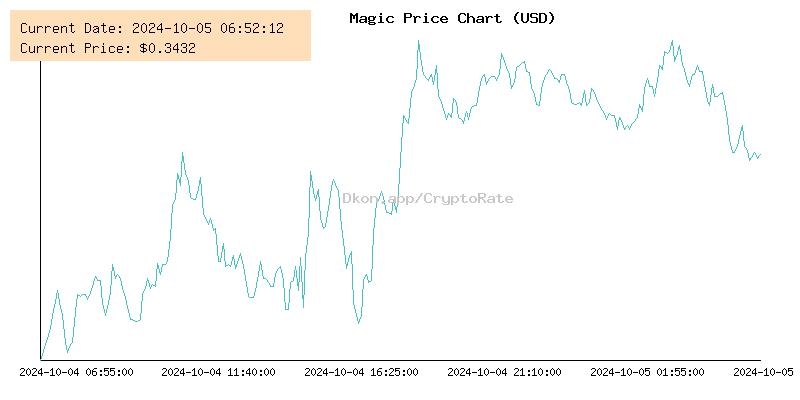 Magic Price Chart (USD)
Current Date: 2024-10-05 06:52:12
Current Price: $0.3432
Dkon.app/CryptoRate
2024-10-04 06:55:00 2024-10-04 11:40:00 2024-10-04 16:25:00 2024-10-04 21:10:00 2024-10-05 01:55:00 2024-10-05